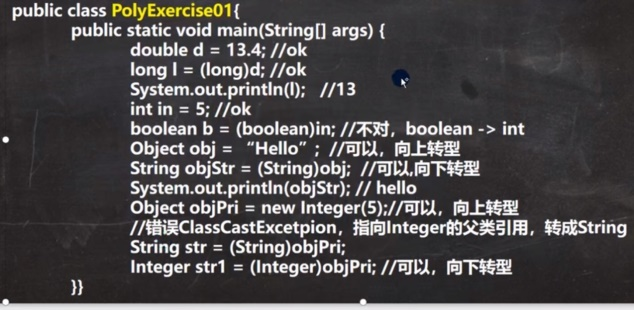 public class PolyExercise01{
public static void main(String[] args) {
double d = 13.4; //ok
long l = (long)d; //ok
System.out.println(l); //13
int in = 5; //ok
boolean b = (boolean)in; //不对，boolean -> int
Object obj = “Hello”; //可以，向上转型
String objStr = (String)obj; //可以,向下转型
System.out.println(objStr); // hello
Object objPri = new Integer(5);//可以，向上转型
//错误ClassCastExcetpion，指向Integer的父类引用，转成String
String str = (String)objPri;
Integer str1 = (Integer)objPri; //可以，向下转型
}}